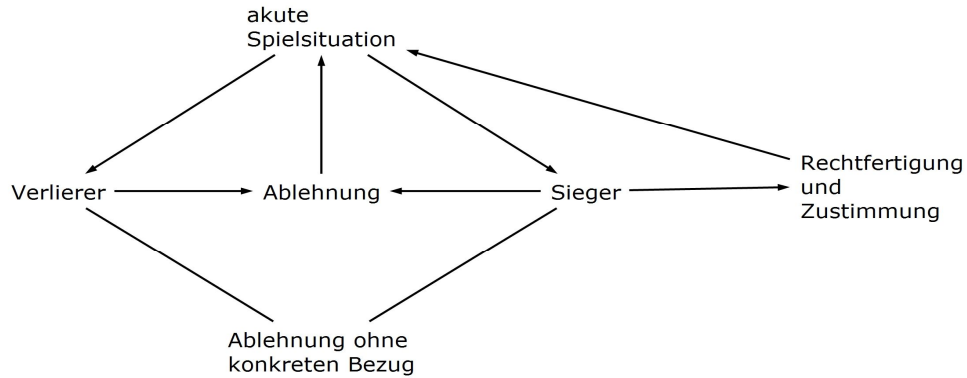 akute
Spielsituation
Rechtfertigung
und
Zustimmung
Verlierer
Ablehnung
Sieger
Ablehnung ohne
konkreten Bezug